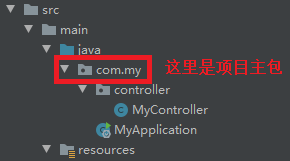 src
main
java
com.my 这里是项目主包
controller
MyController
MyApplication
resources